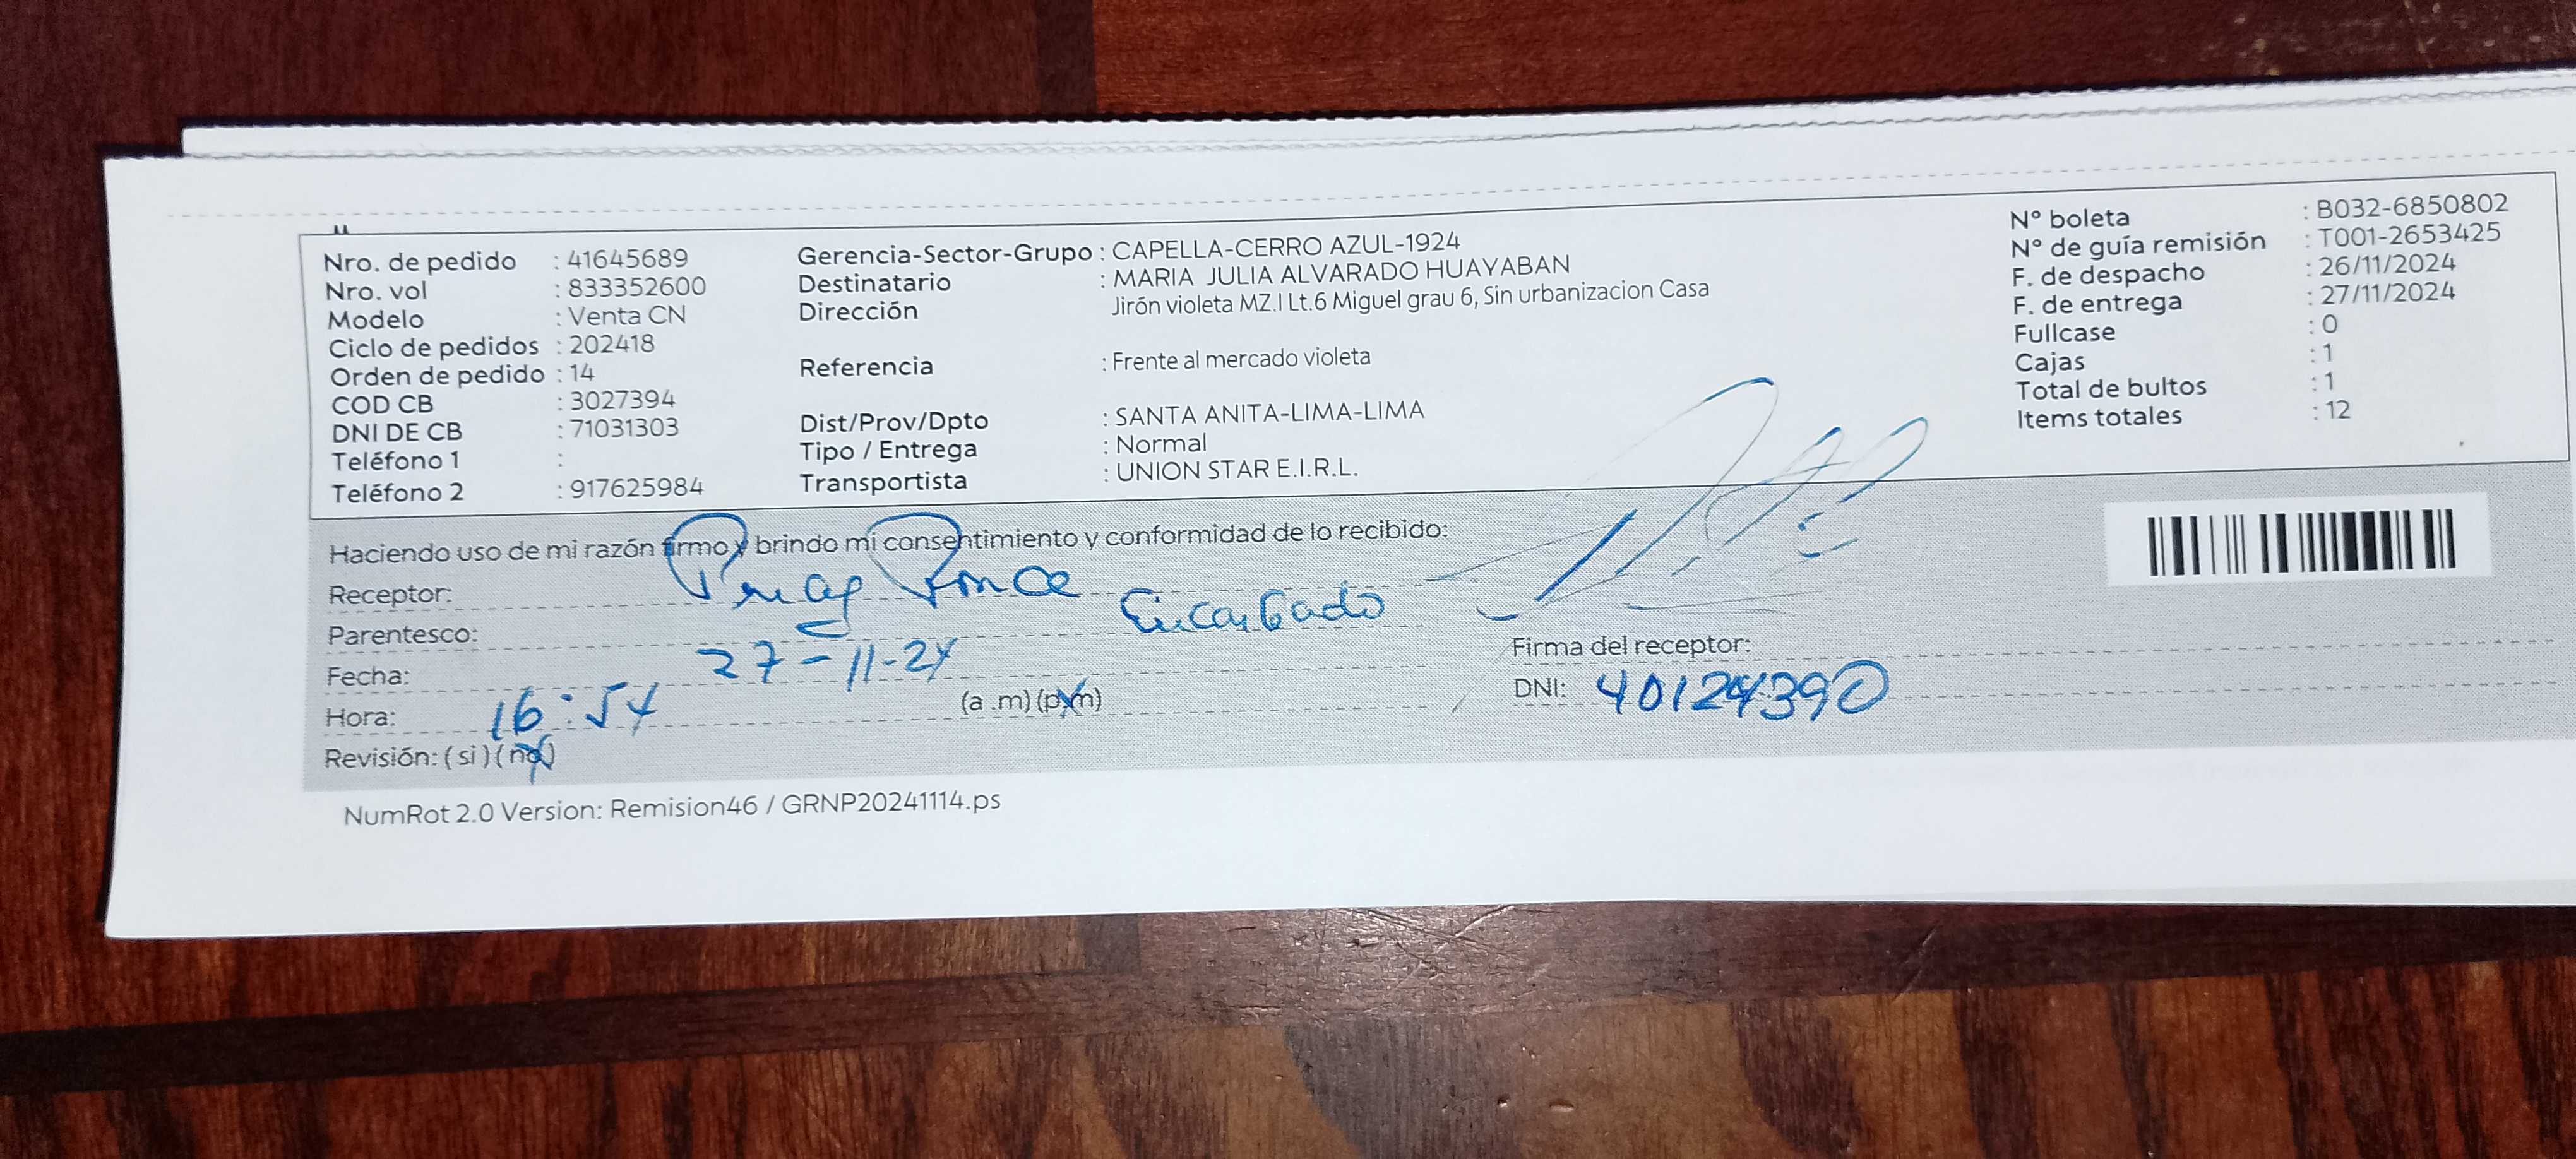 Nro. de pedido : 41645689
Nro. vol : 833352600
Modelo : Venta CN
Ciclo de pedidos : 202418
Orden de pedido : 14
COD CB : 3027394
DNI DE CB : 71031303
Teléfono 1 :
Teléfono 2 : 917625984
Gerencia-Sector-Grupo : CAPELLA-CERRO AZUL-1924
Destinatario : MARIA JULIA ALVARADO HUAYABAN
Dirección Jirón violeta MZ.I Lt.6 Miguel grau 6, Sin urbanizacion Casa
Referencia : Frente al mercado violeta
Dist/Prov/Dpto : SANTA ANITA-LIMA-LIMA
Tipo / Entrega : Normal
Transportista : UNION STAR E.I.R.L.
N° boleta : B032-6850802
N° de guía remisión : T001-2653425
F. de despacho : 26/11/2024
F. de entrega : 27/11/2024
Fullcase : 0
Cajas : 1
Total de bultos : 1
Items totales : 12
Haciendo uso de mi razón firmo y brindo mi consentimiento y conformidad de lo recibido:
Receptor: Ponce
Parentesco: Encargado
Fecha: 27-11-24
Hora: 16:54 (a .m) (p.m)
Revisión: ( si ) ( no )
Firma del receptor:
DNI: 40124390
NumRot 2.0 Version: Remision46 / GRNP20241114.ps